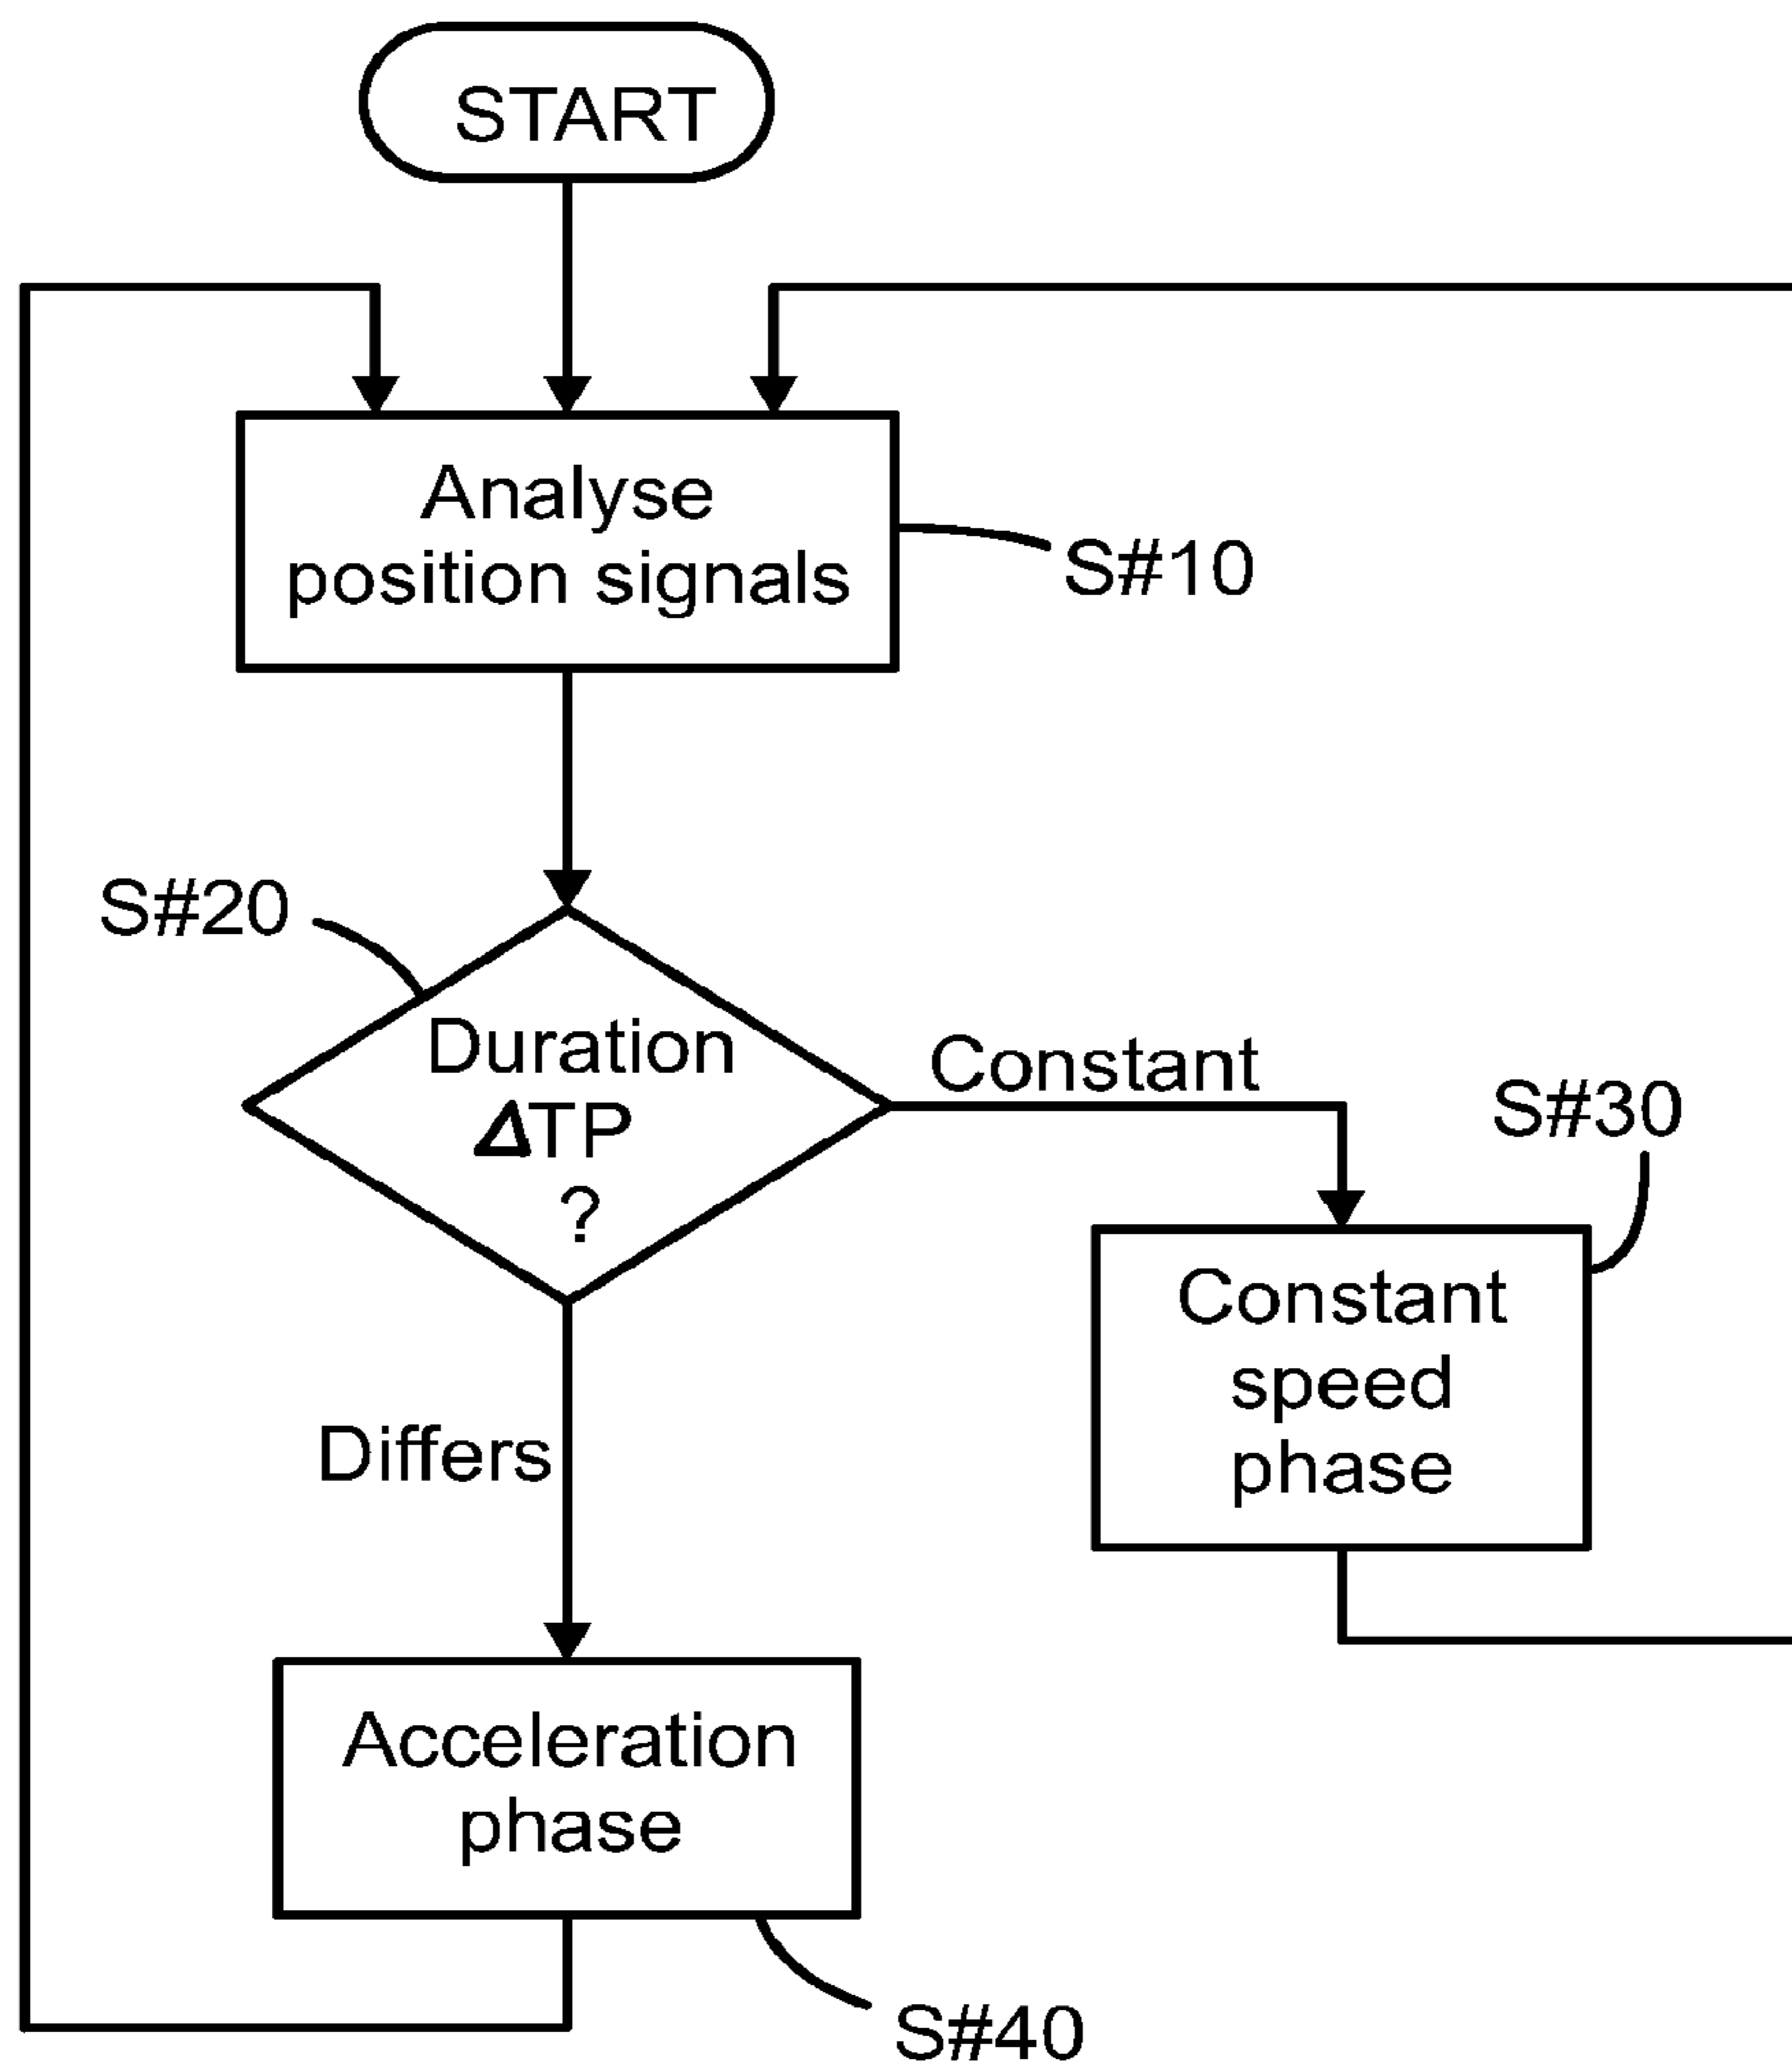 START
Analyse
position signals
S#10
S#20
Duration
ΔTP
?
Constant
S#30
Constant
speed
phase
Differs
Acceleration
phase
S#40